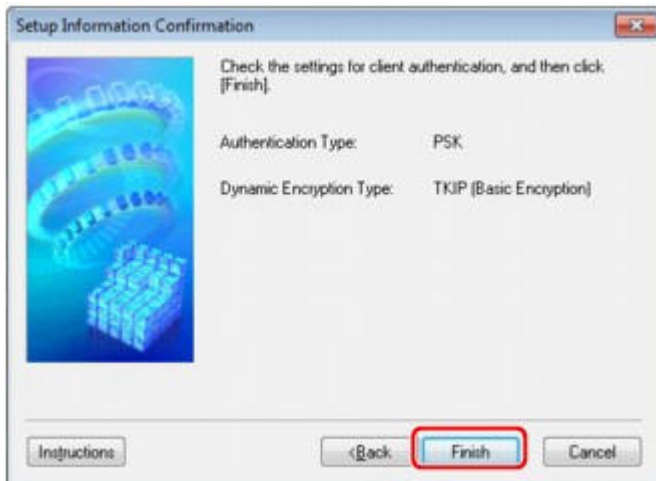 Setup Information Confirmation
Check the settings for client authentication, and then click
[Finish].
Authentication Type: PSK
Dynamic Encryption Type: TKIP (Basic Encryption)
Instructions <Back Finish Cancel